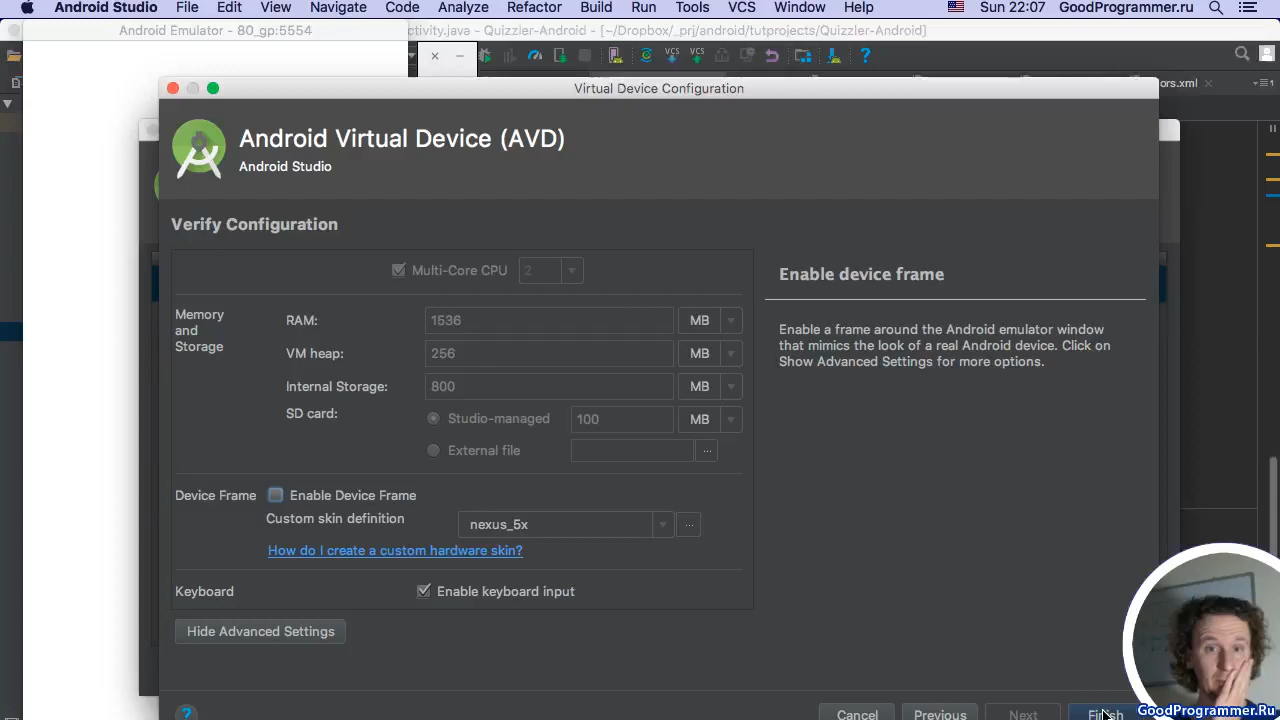 Android Studio File Edit View Navigate Code Analyze Refactor Build Run Tools VCS Window Help Sun 22:07 GoodProgrammer.ru
Android Emulator - 80_gp:5554
ctivity.java - Quizzler-Android - [~/Dropbox/_prj/android/tutprojects/Quizzler-Android]
VCS VCS ?
Virtual Device Configuration
ors.xml
Android Virtual Device (AVD)
Android Studio
Verify Configuration
Multi-Core CPU 2
Memory and Storage
RAM: 1536 MB
VM heap: 256 MB
Internal Storage: 800 MB
SD card: Studio-managed 100 MB
External file ...
Device Frame Enable Device Frame
Custom skin definition nexus_5x ...
How do I create a custom hardware skin?
Keyboard Enable keyboard input
Hide Advanced Settings
Enable device frame
Enable a frame around the Android emulator window
that mimics the look of a real Android device. Click on
Show Advanced Settings for more options.
? Cancel Previous Next Finish
GoodProgrammer.Ru